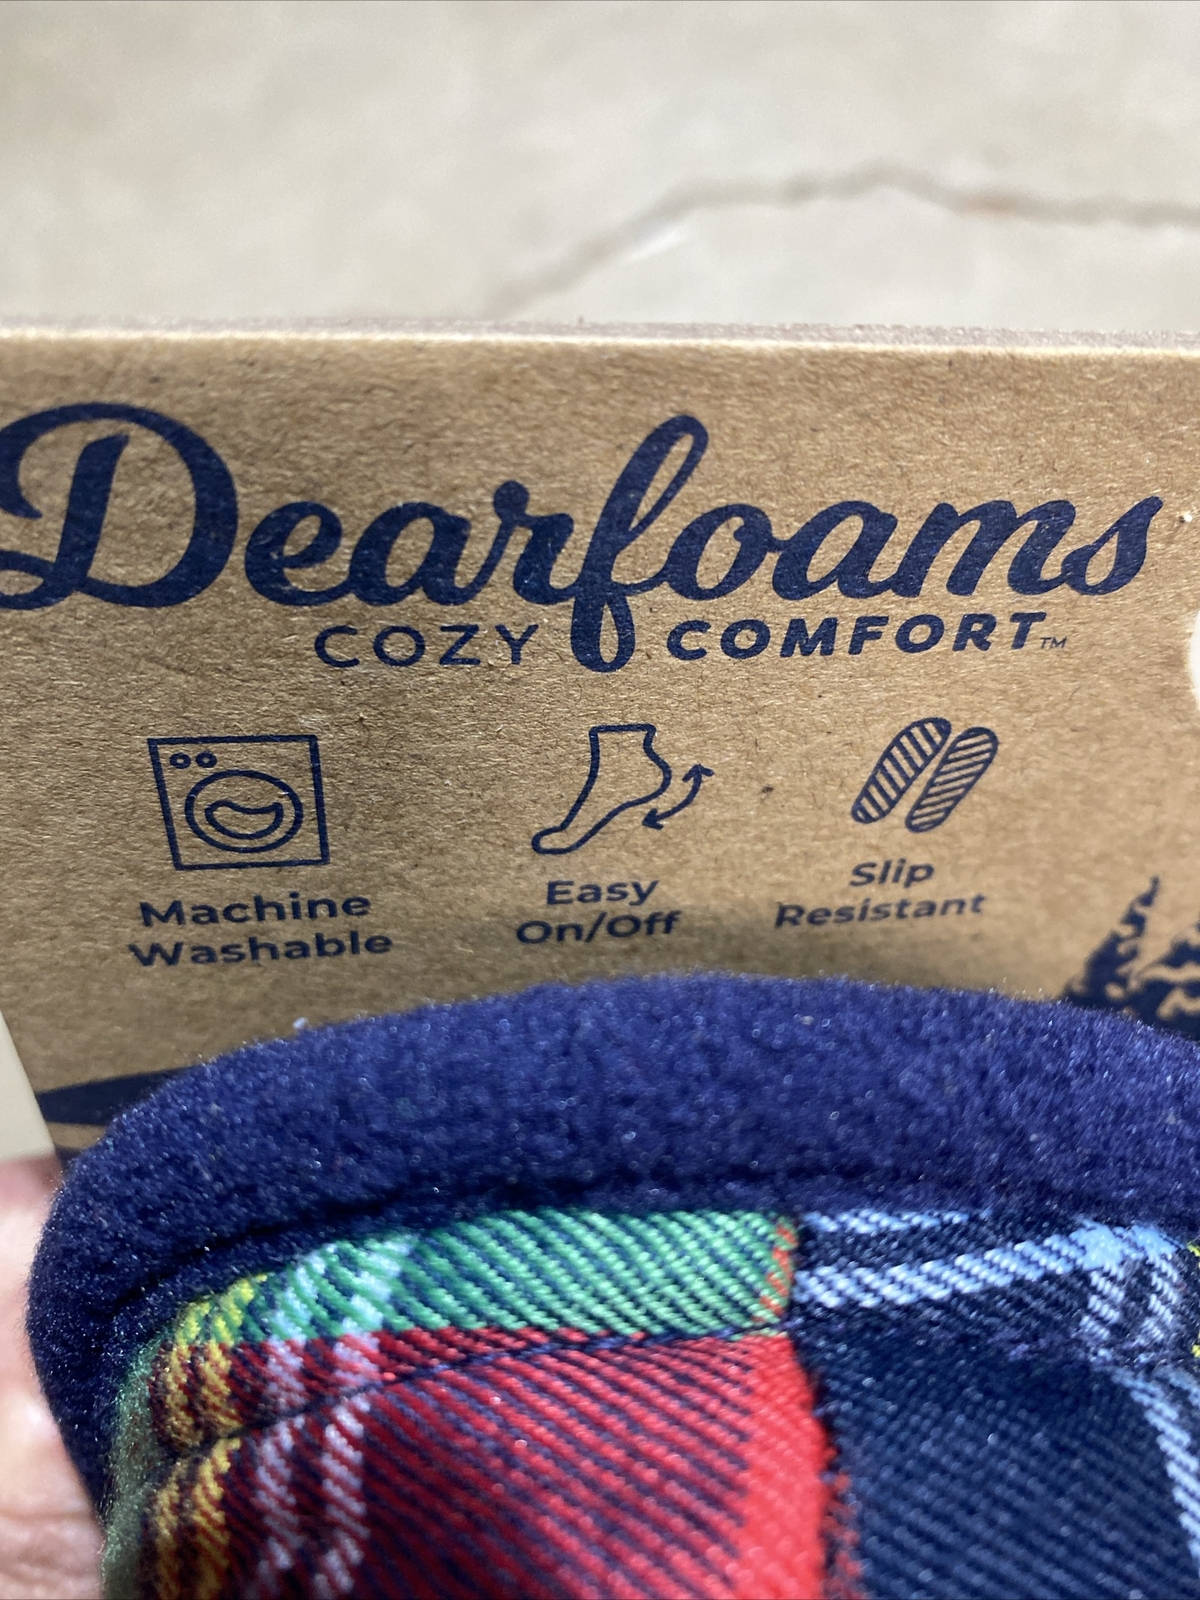 Dearfoams
COZY COMFORT™
Machine
Washable
Easy
On/Off
Slip
Resistant